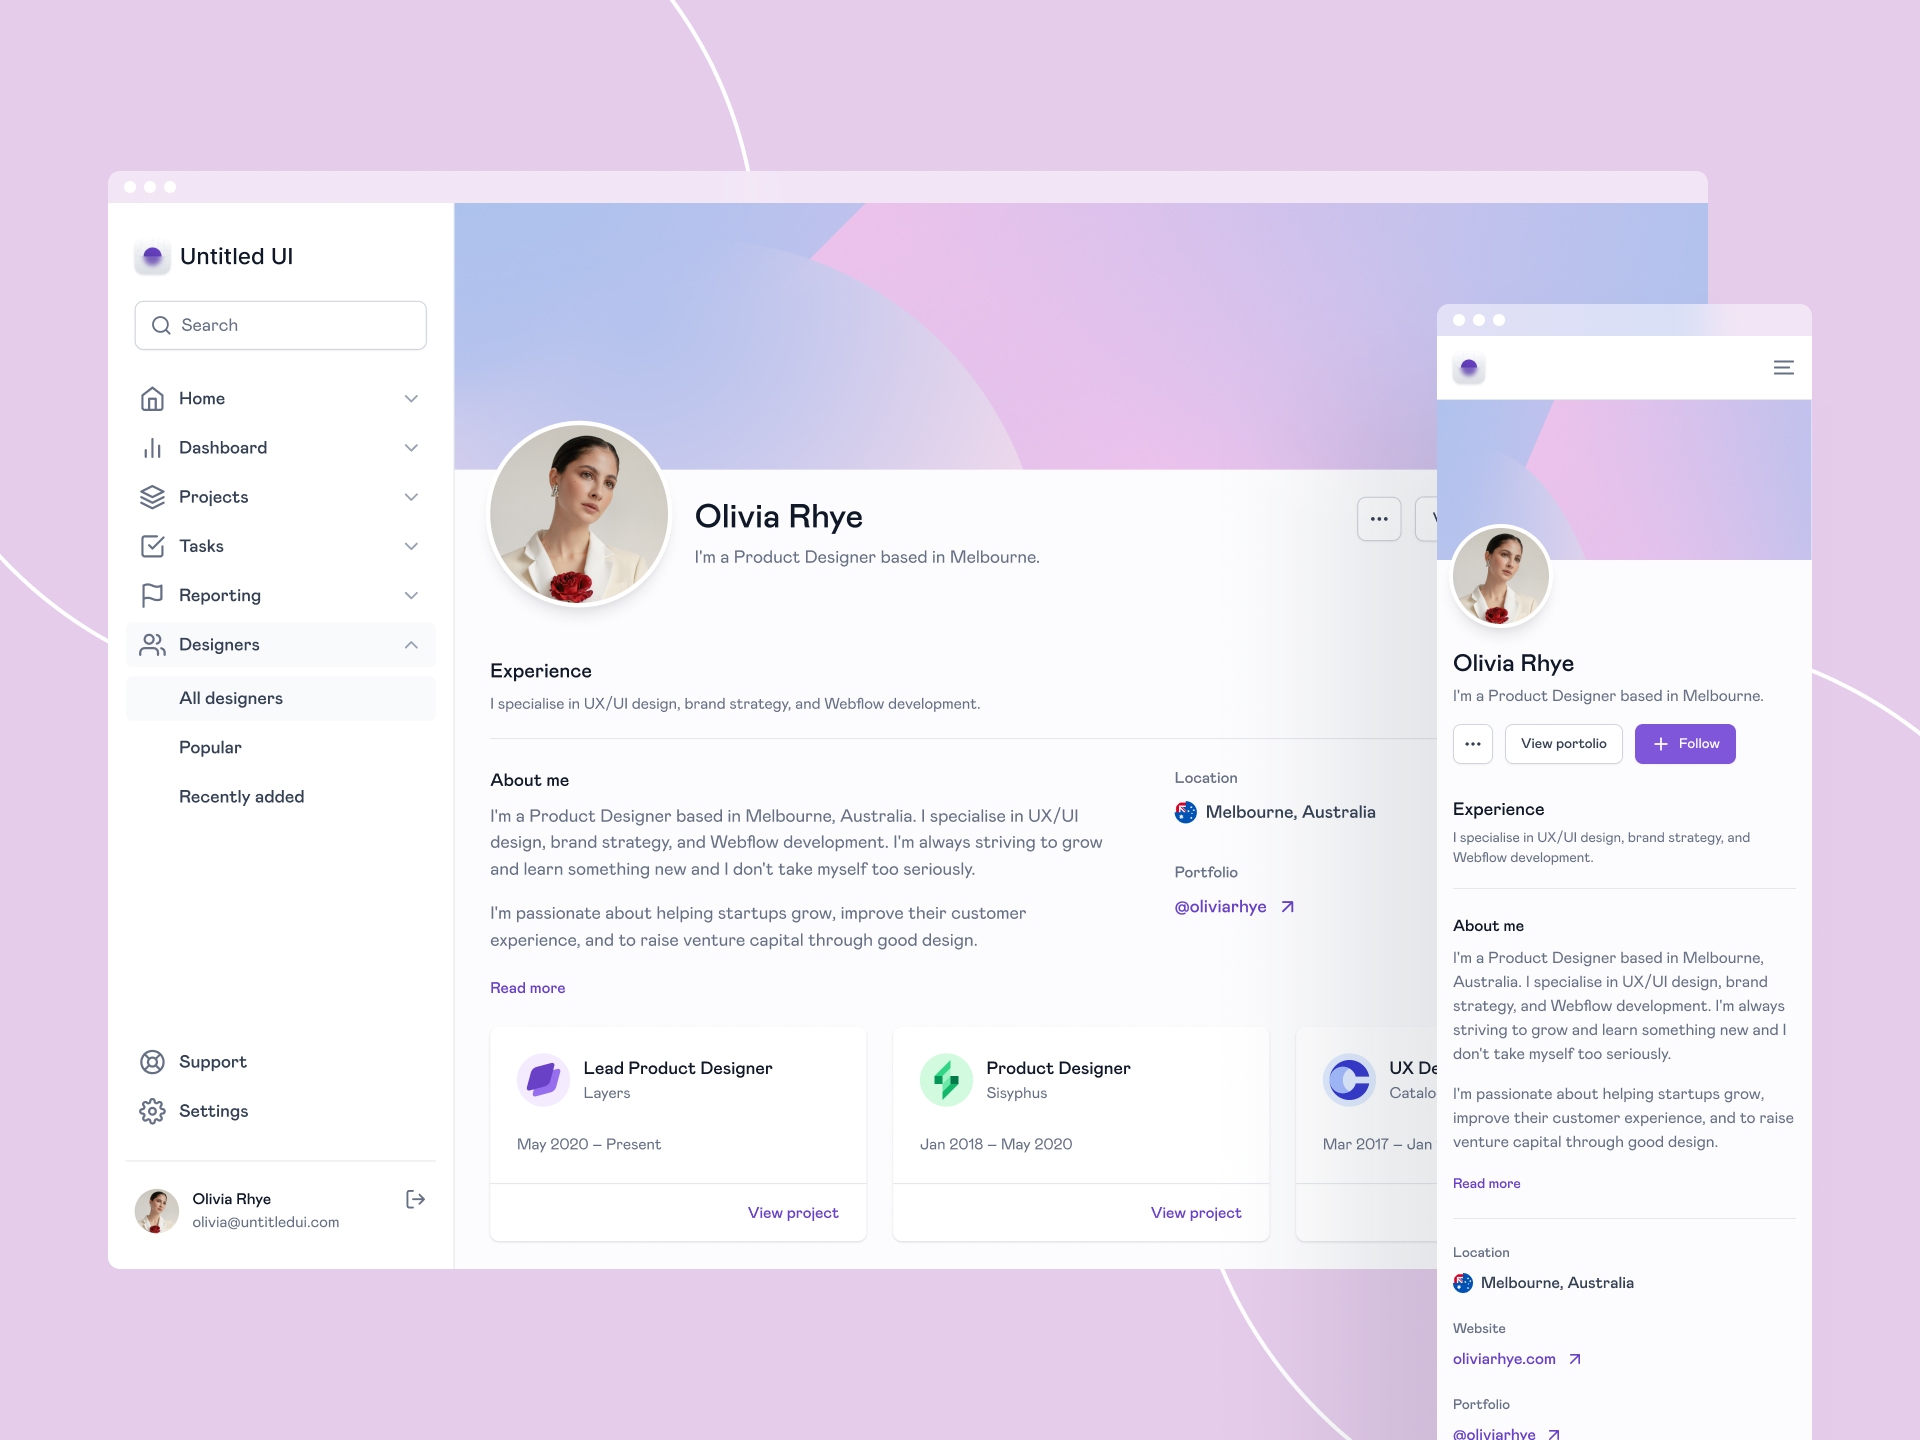 Untitled UI
Search
Home
Dashboard
Projects
Tasks
Reporting
Designers
All designers
Popular
Recently added
Support
Settings
Olivia Rhye
olivia@untitledui.com
Olivia Rhye
I'm a Product Designer based in Melbourne.
Experience
I specialise in UX/UI design, brand strategy, and Webflow development.
About me
I'm a Product Designer based in Melbourne, Australia. I specialise in UX/UI
design, brand strategy, and Webflow development. I'm always striving to grow
and learn something new and I don't take myself too seriously.
I'm passionate about helping startups grow, improve their customer
experience, and to raise venture capital through good design.
Read more
Location
Melbourne, Australia
Portfolio
@oliviarhye
Lead Product Designer
Layers
May 2020 – Present
View project
Product Designer
Sisyphus
Jan 2018 – May 2020
View project
UX De
Catalo
Mar 2017 – Jan
Olivia Rhye
I'm a Product Designer based in Melbourne.
View portolio
Follow
Experience
I specialise in UX/UI design, brand strategy, and
Webflow development.
About me
I'm a Product Designer based in Melbourne,
Australia. I specialise in UX/UI design, brand
strategy, and Webflow development. I'm always
striving to grow and learn something new and I
don't take myself too seriously.
I'm passionate about helping startups grow,
improve their customer experience, and to raise
venture capital through good design.
Read more
Location
Melbourne, Australia
Website
oliviarhye.com
Portfolio
@oliviarhye